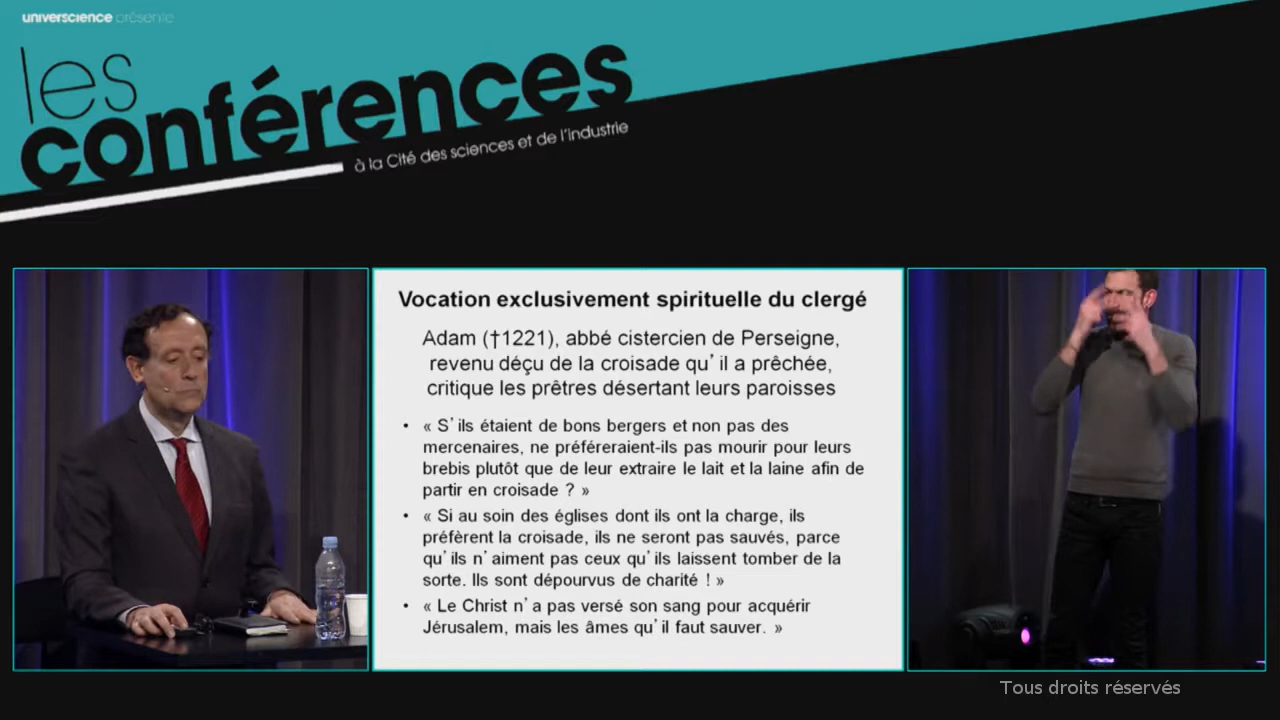 universcience présente
les
conférences
à la Cité des sciences et de l'industrie
Vocation exclusivement spirituelle du clergé
Adam (†1221), abbé cistercien de Perseigne,
revenu déçu de la croisade qu'il a prêchée,
critique les prêtres désertant leurs paroisses
• « S'ils étaient de bons bergers et non pas des
mercenaires, ne préféreraient-ils pas mourir pour leurs
brebis plutôt que de leur extraire le lait et la laine afin de
partir en croisade ? »
• « Si au soin des églises dont ils ont la charge, ils
préfèrent la croisade, ils ne seront pas sauvés, parce
qu'ils n'aiment pas ceux qu'ils laissent tomber de la
sorte. Ils sont dépourvus de charité ! »
• « Le Christ n'a pas versé son sang pour acquérir
Jérusalem, mais les âmes qu'il faut sauver. »
Tous droits réservés